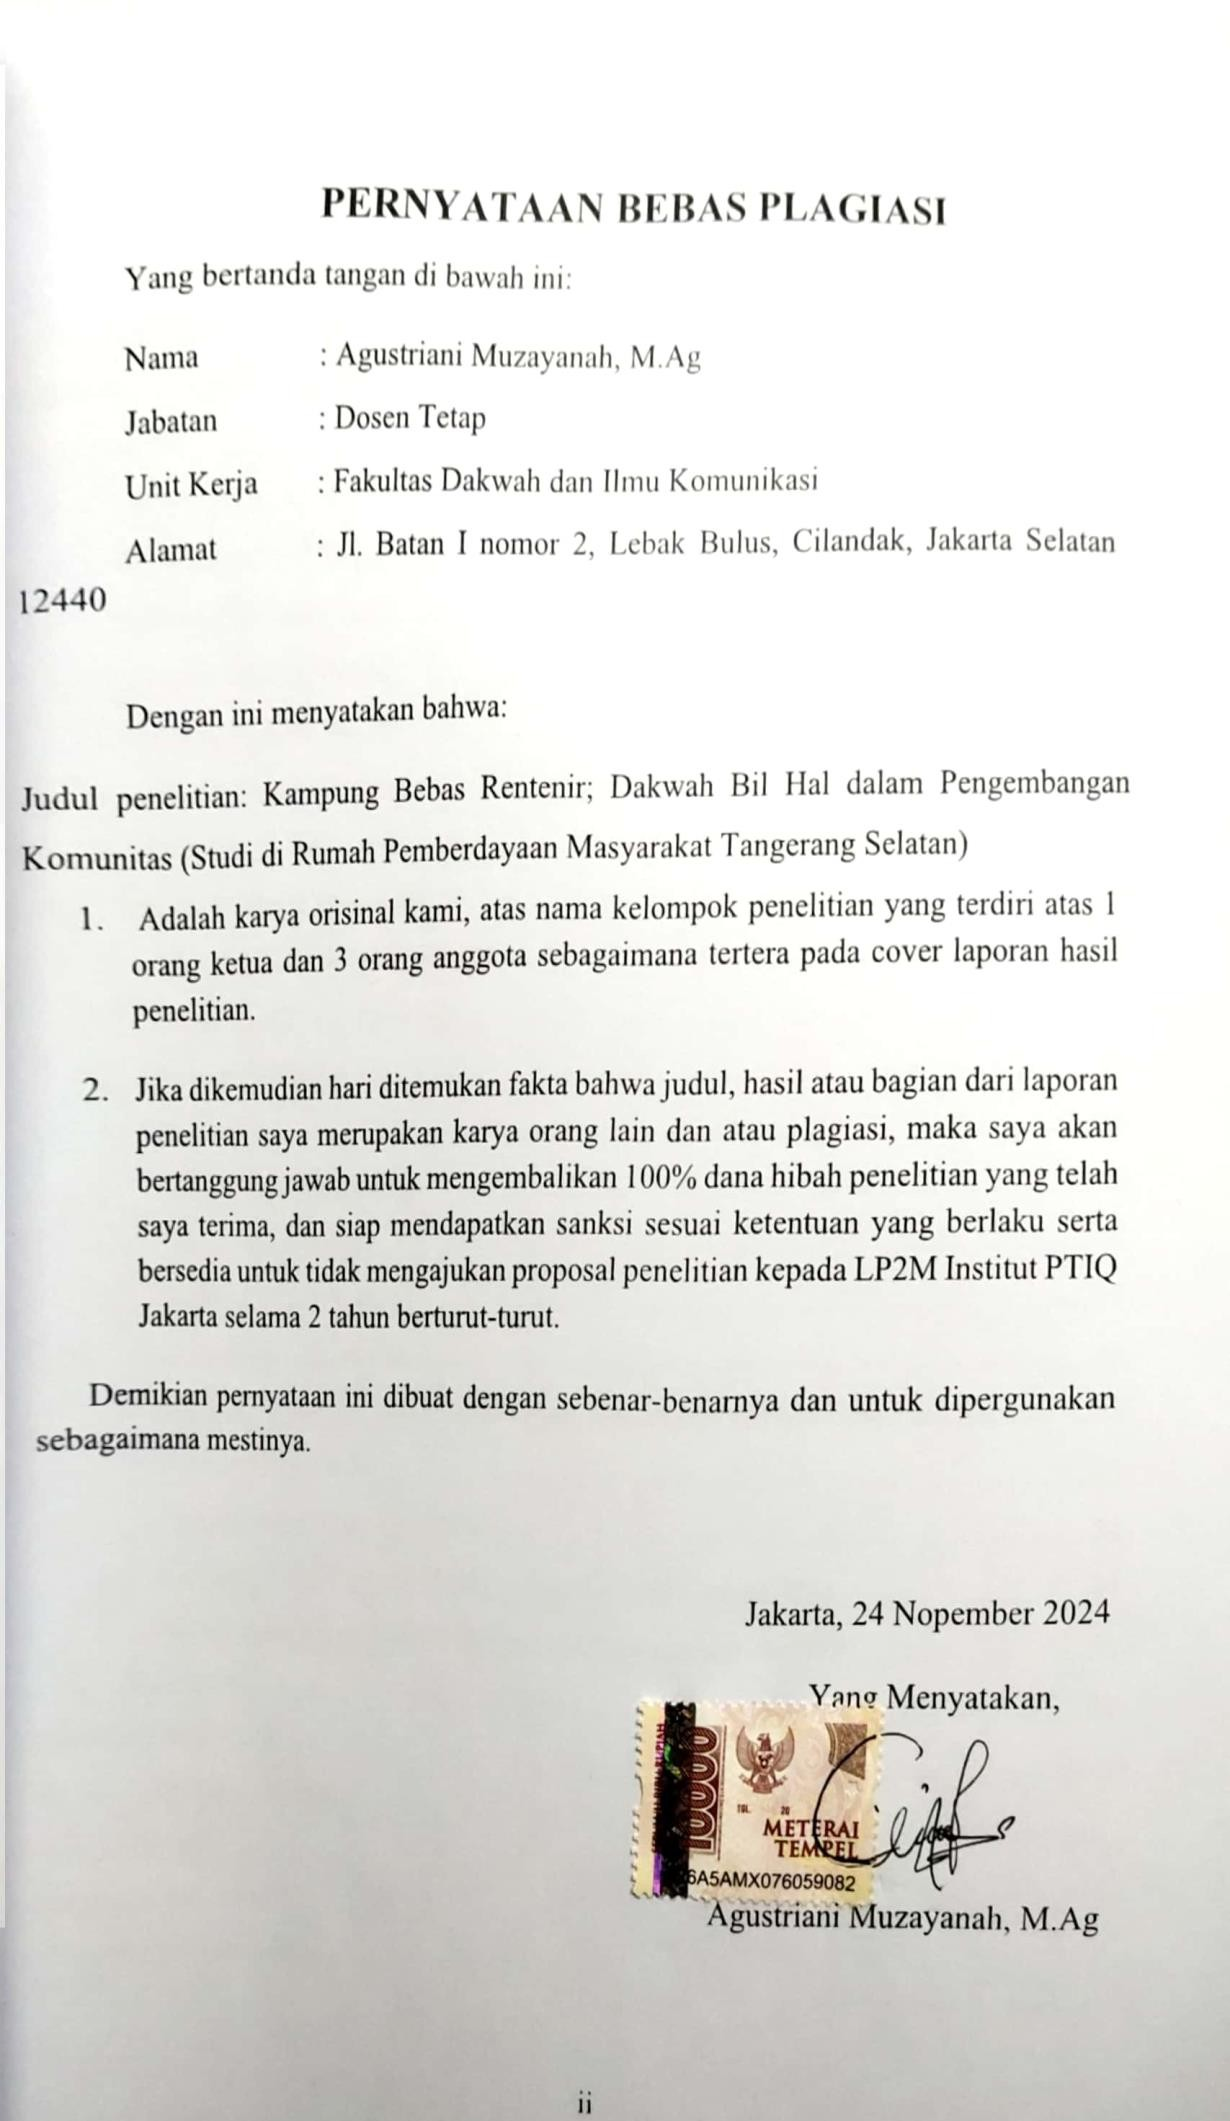 PERNYATAAN BEBAS PLAGIASI
Yang bertanda tangan di bawah ini:
Nama : Agustriani Muzayanah, M.Ag
Jabatan : Dosen Tetap
Unit Kerja : Fakultas Dakwah dan Ilmu Komunikasi
Alamat : Jl. Batan I nomor 2, Lebak Bulus, Cilandak, Jakarta Selatan
12440
Dengan ini menyatakan bahwa:
Judul penelitian: Kampung Bebas Rentenir; Dakwah Bil Hal dalam Pengembangan
Komunitas (Studi di Rumah Pemberdayaan Masyarakat Tangerang Selatan)
1. Adalah karya orisinal kami, atas nama kelompok penelitian yang terdiri atas 1
orang ketua dan 3 orang anggota sebagaimana tertera pada cover laporan hasil
penelitian.
2. Jika dikemudian hari ditemukan fakta bahwa judul, hasil atau bagian dari laporan
penelitian saya merupakan karya orang lain dan atau plagiasi, maka saya akan
bertanggung jawab untuk mengembalikan 100% dana hibah penelitian yang telah
saya terima, dan siap mendapatkan sanksi sesuai ketentuan yang berlaku serta
bersedia untuk tidak mengajukan proposal penelitian kepada LP2M Institut PTIQ
Jakarta selama 2 tahun berturut-turut.
Demikian pernyataan ini dibuat dengan sebenar-benarnya dan untuk dipergunakan
sebagaimana mestinya.
Jakarta, 24 Nopember 2024
Yang Menyatakan,
10000
TGL. 20
METERAI
TEMPEL
6A5AMX076059082
Agustriani Muzayanah, M.Ag
ii